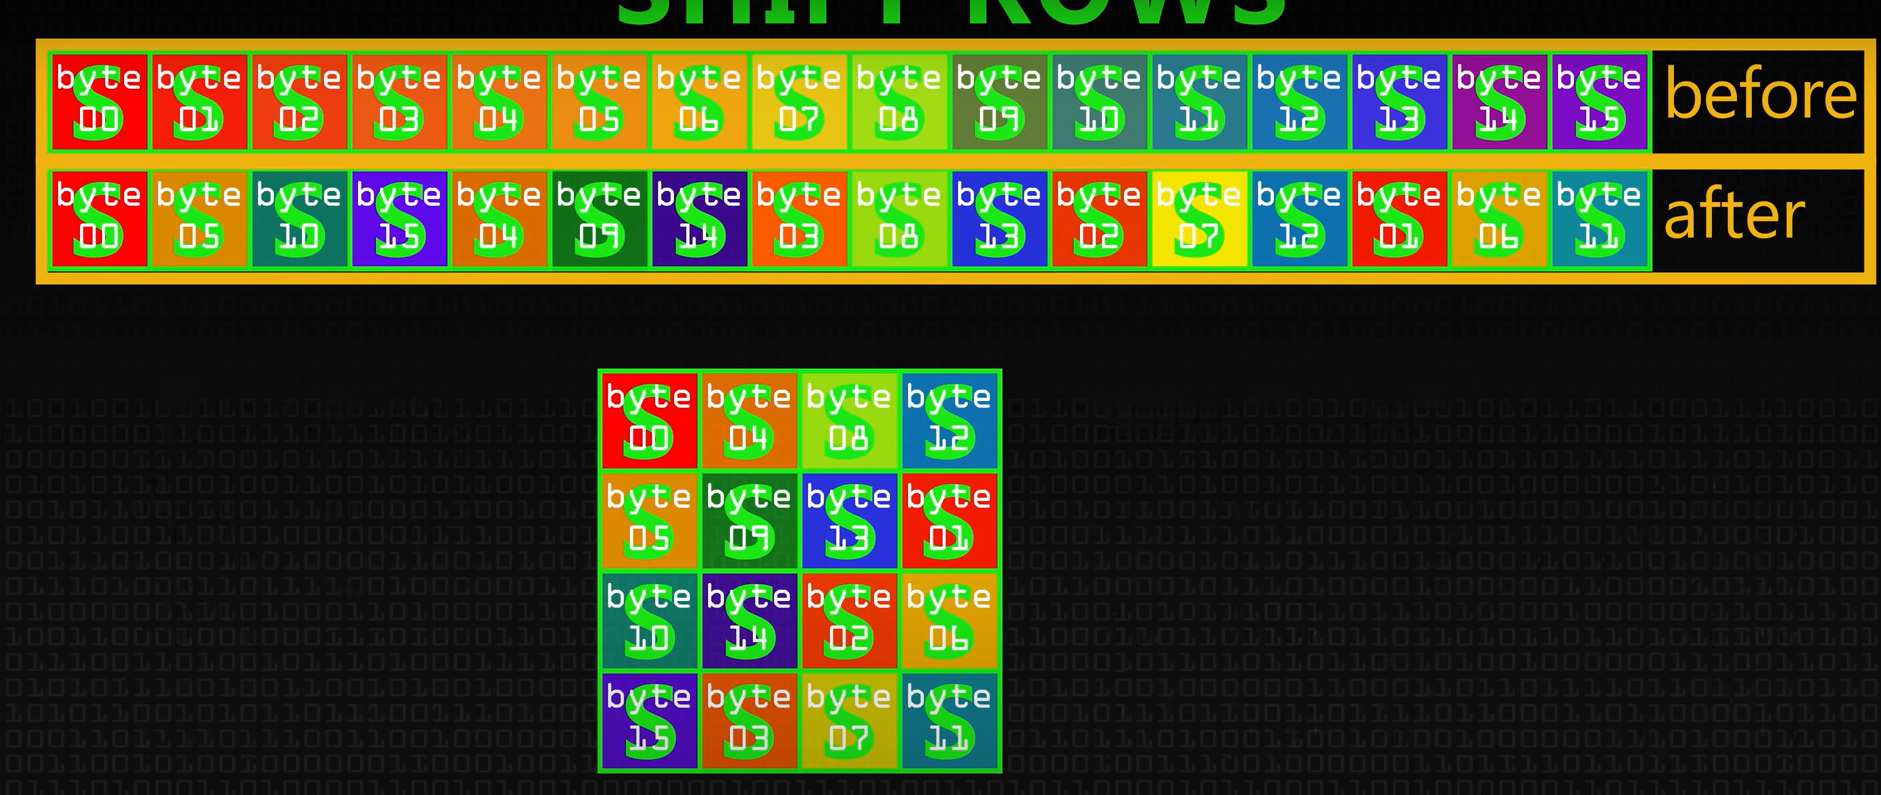 SHIFT ROWS
byte byte byte byte byte byte byte byte byte byte byte byte byte byte byte byte before
00 01 02 03 04 05 06 07 08 09 10 11 12 13 14 15
byte byte byte byte byte byte byte byte byte byte byte byte byte byte byte byte after
00 05 10 15 04 09 14 03 08 13 02 07 12 01 06 11
byte byte byte byte
00 04 08 12
byte byte byte byte
05 09 13 01
byte byte byte byte
10 14 02 06
byte byte byte byte
15 03 07 11